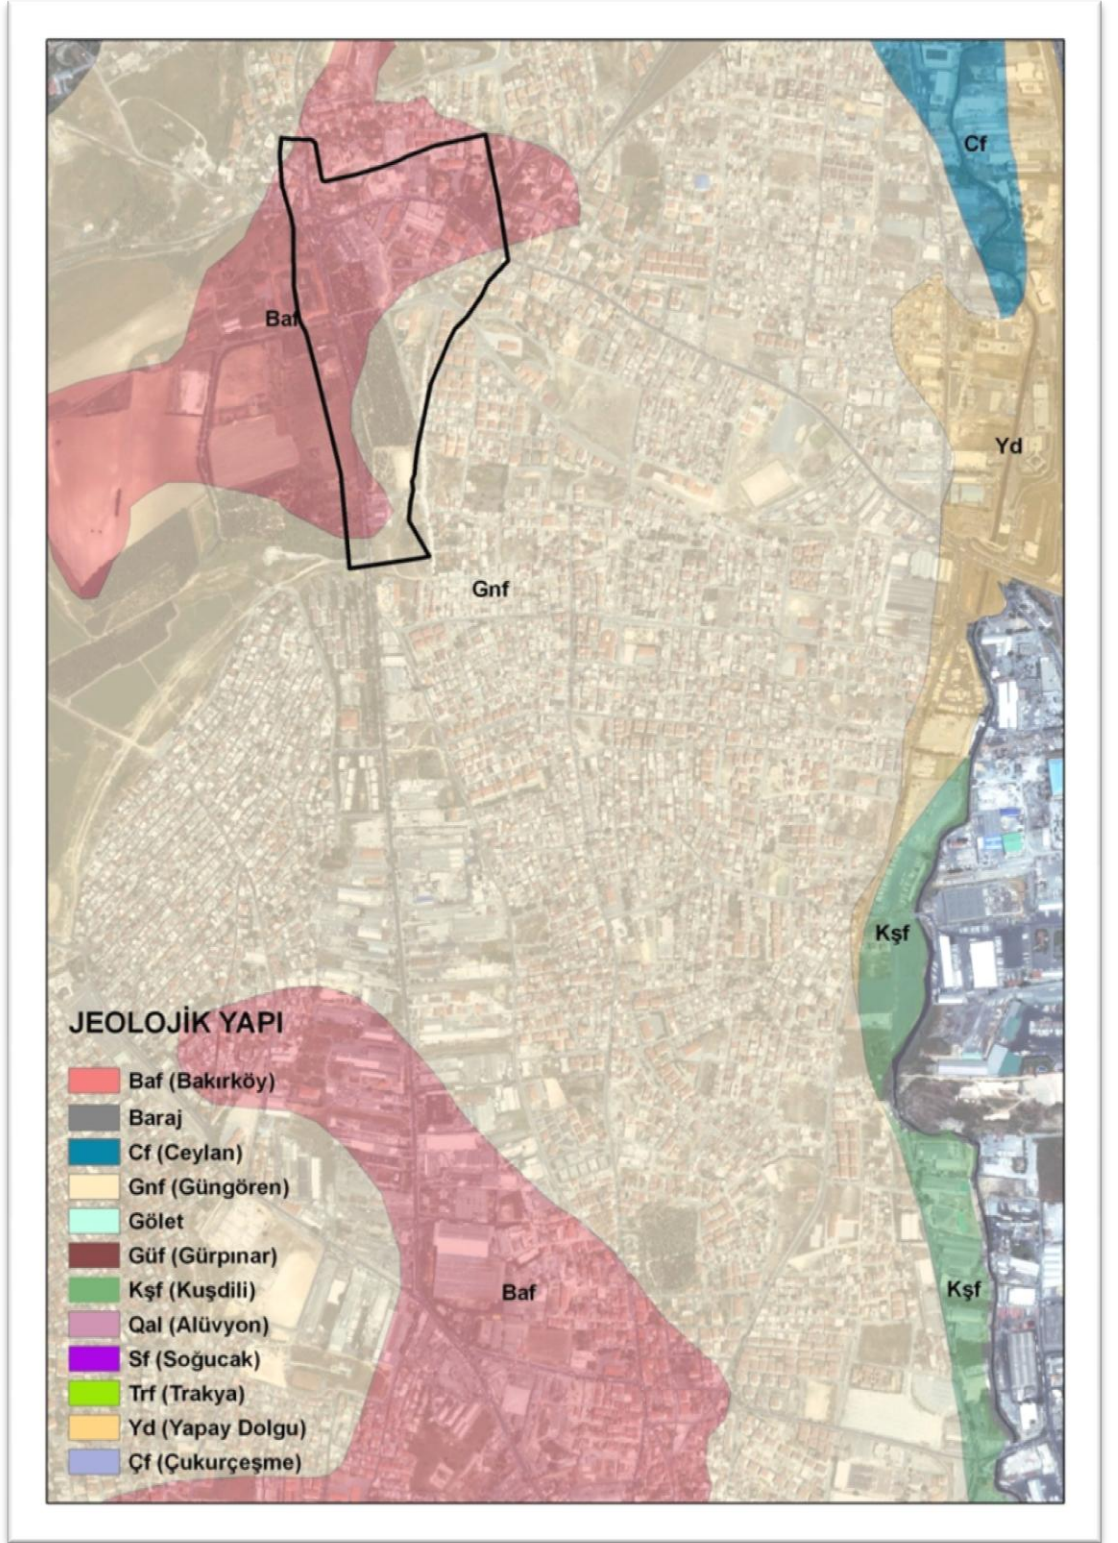 Cf
Baf
Yd
Gnf
Kşf
JEOLOJİK YAPI
Baf (Bakırköy)
Baraj
Cf (Ceylan)
Gnf (Güngören)
Gölet
Güf (Gürpınar)
Kşf (Kuşdili)
Qal (Alüvyon)
Sf (Soğucak)
Trf (Trakya)
Yd (Yapay Dolgu)
Çf (Çukurçeşme)
Baf
Kşf